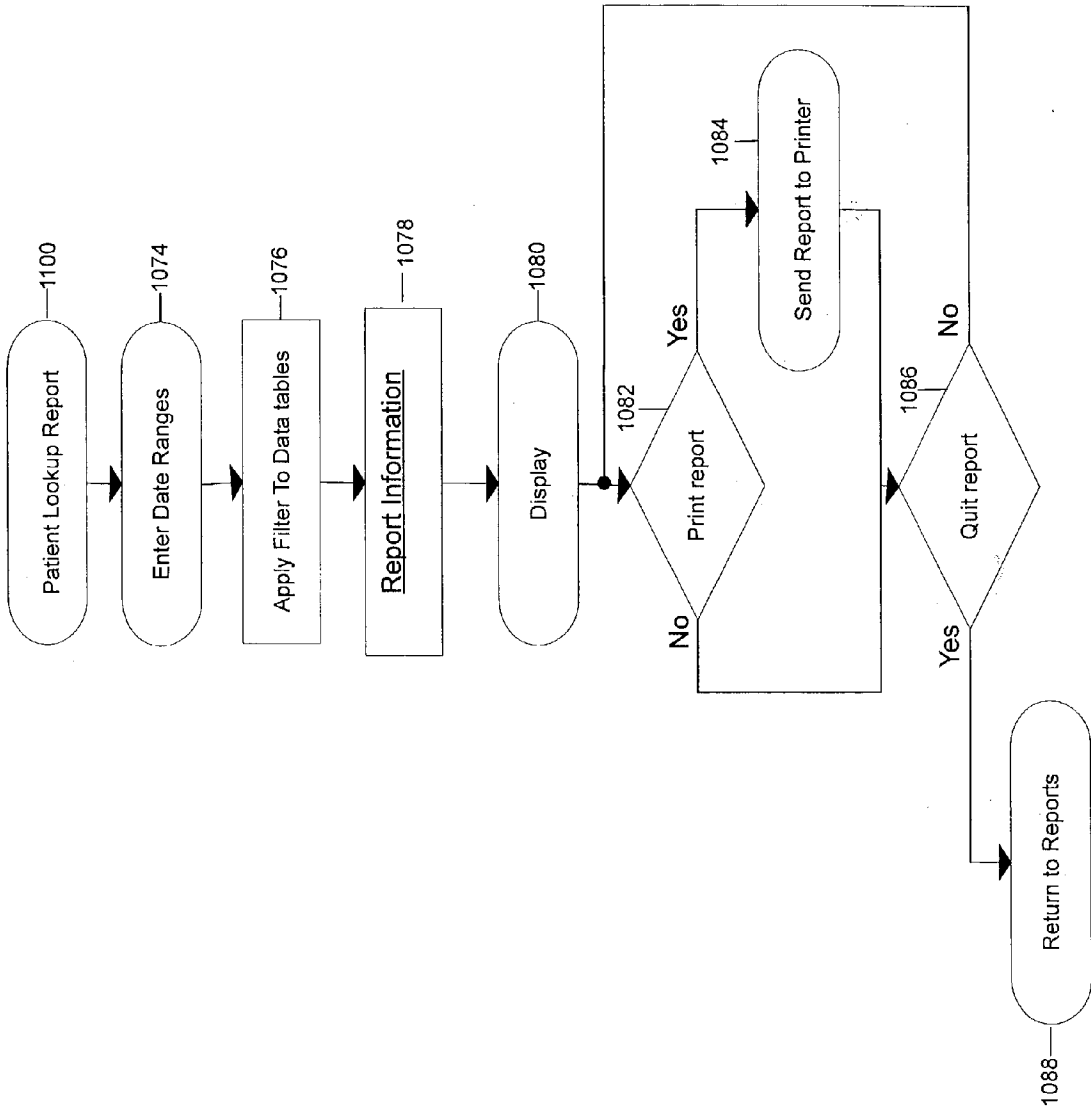 Patient Lookup Report
1100
Enter Date Ranges
1074
Apply Filter To Data tables
1076
Report Information
1078
Display
1080
Print report
1082
Yes
No
Send Report to Printer
1084
Quit report
1086
No
Yes
Return to Reports
1088